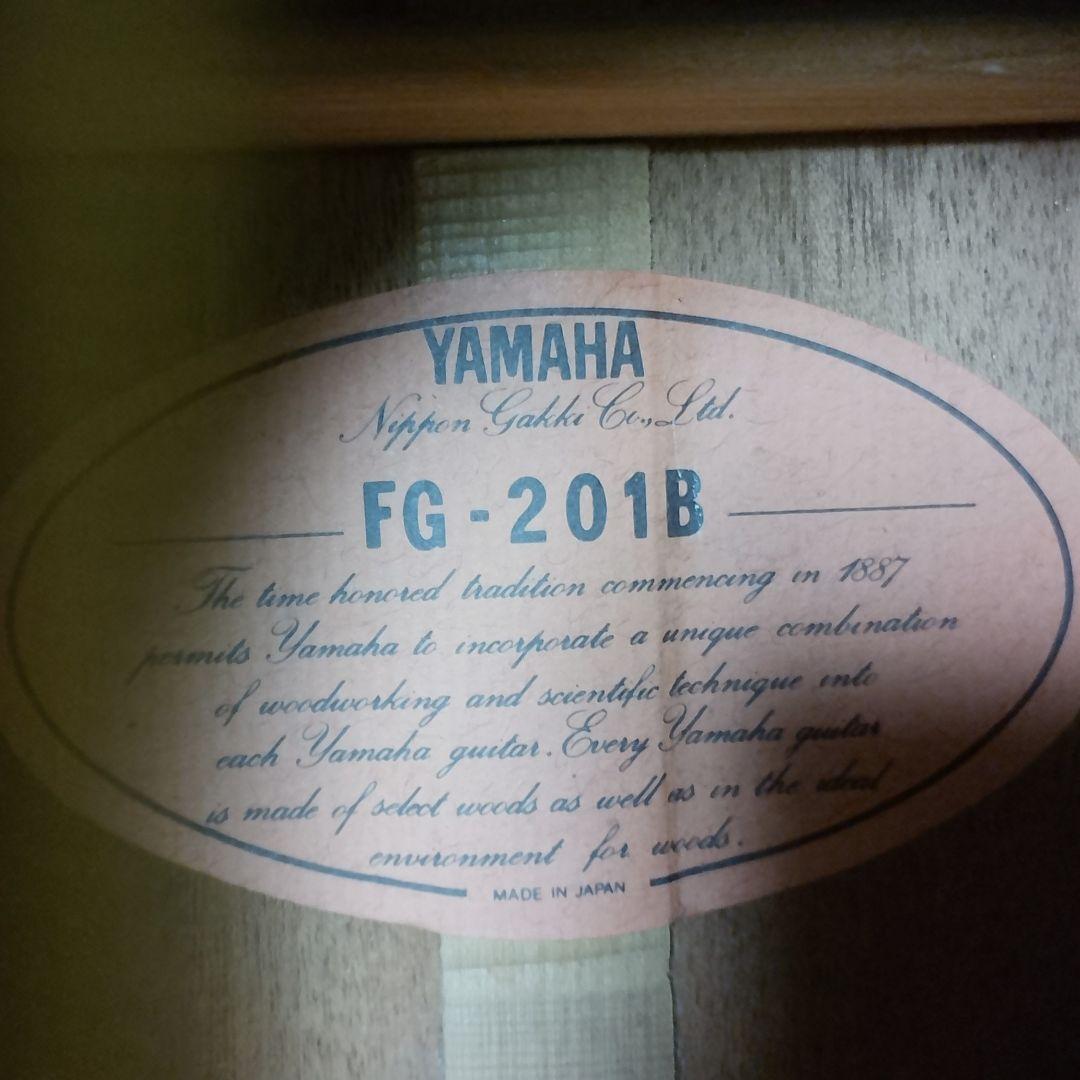 YAMAHA
Nippon Gakki Co., Ltd.
FG-201B
The time honored tradition commencing in 1887
permits Yamaha to incorporate a unique combination
of woodworking and scientific technique into
each Yamaha guitar. Every Yamaha guitar
is made of select woods as well as in the ideal
environment for woods.
MADE IN JAPAN